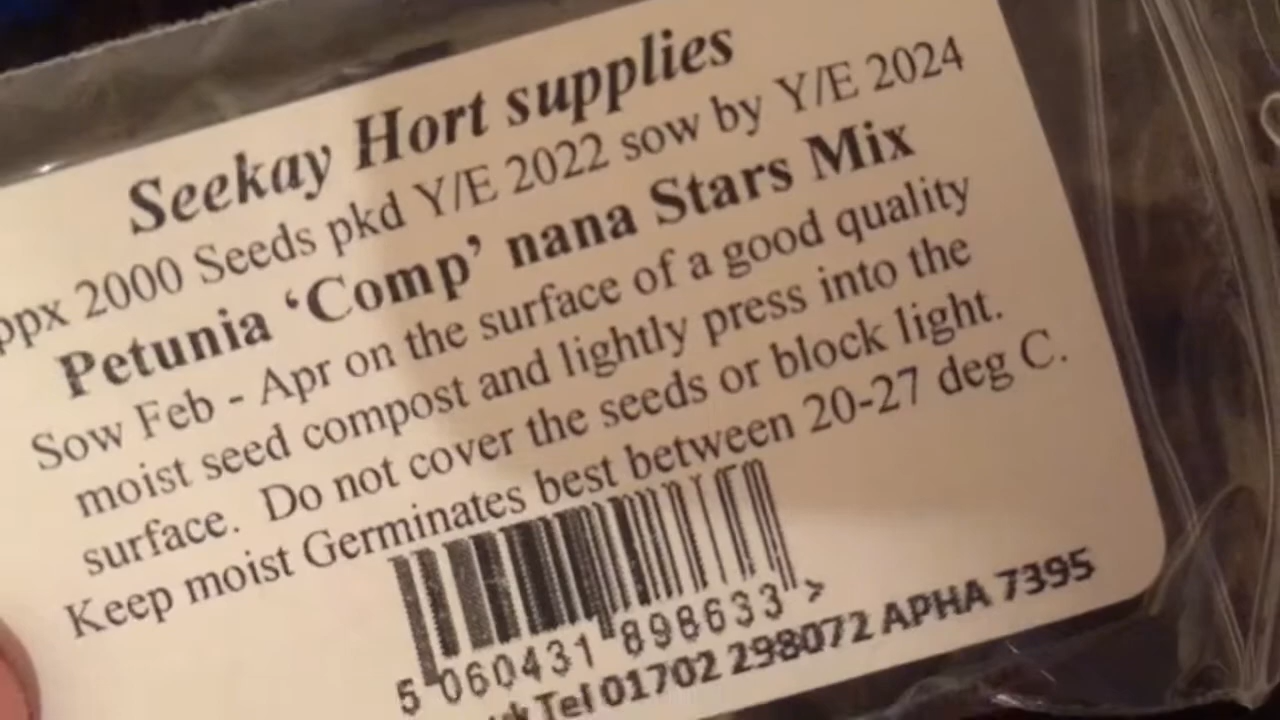 Seekay Hort supplies
ppx 2000 Seeds pkd Y/E 2022 sow by Y/E 2024
Petunia ‘Comp’ nana Stars Mix
Sow Feb - Apr on the surface of a good quality
moist seed compost and lightly press into the
surface. Do not cover the seeds or block light.
Keep moist Germinates best between 20-27 deg C.
5 060431 898633 >
Tel 01702 298072 APHA 7395